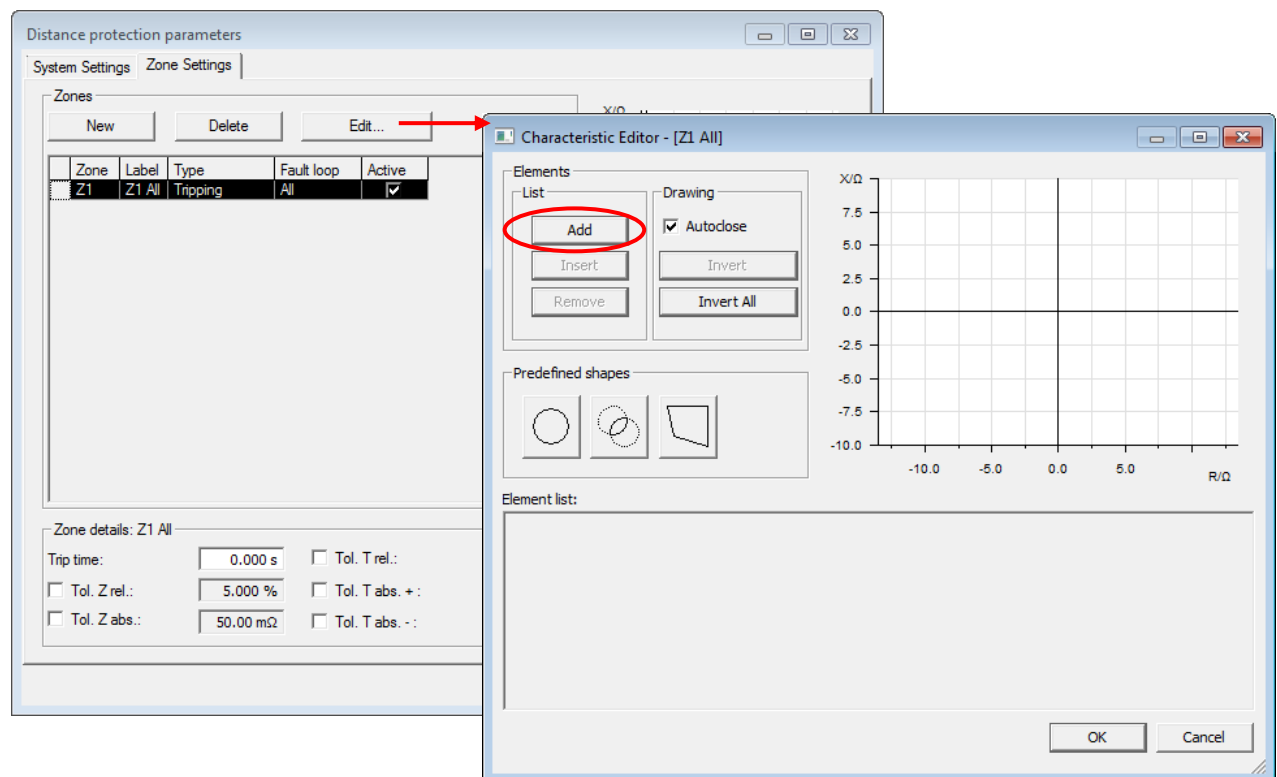 Distance protection parameters
System Settings Zone Settings
Zones
New Delete Edit...
Zone Label Type Fault loop Active
Z1 Z1 All Tripping All
Zone details: Z1 All
Trip time: 0.000 s Tol. T rel.:
Tol. Z rel.: 5.000 % Tol. T abs. + :
Tol. Z abs.: 50.00 mΩ Tol. T abs. - :
X/Ω
Characteristic Editor - [Z1 All]
Elements
List Drawing
Add Autoclose
Insert Invert
Remove Invert All
Predefined shapes
X/Ω
7.5
5.0
2.5
0.0
-2.5
-5.0
-7.5
-10.0
-10.0 -5.0 0.0 5.0
R/Ω
Element list:
OK Cancel